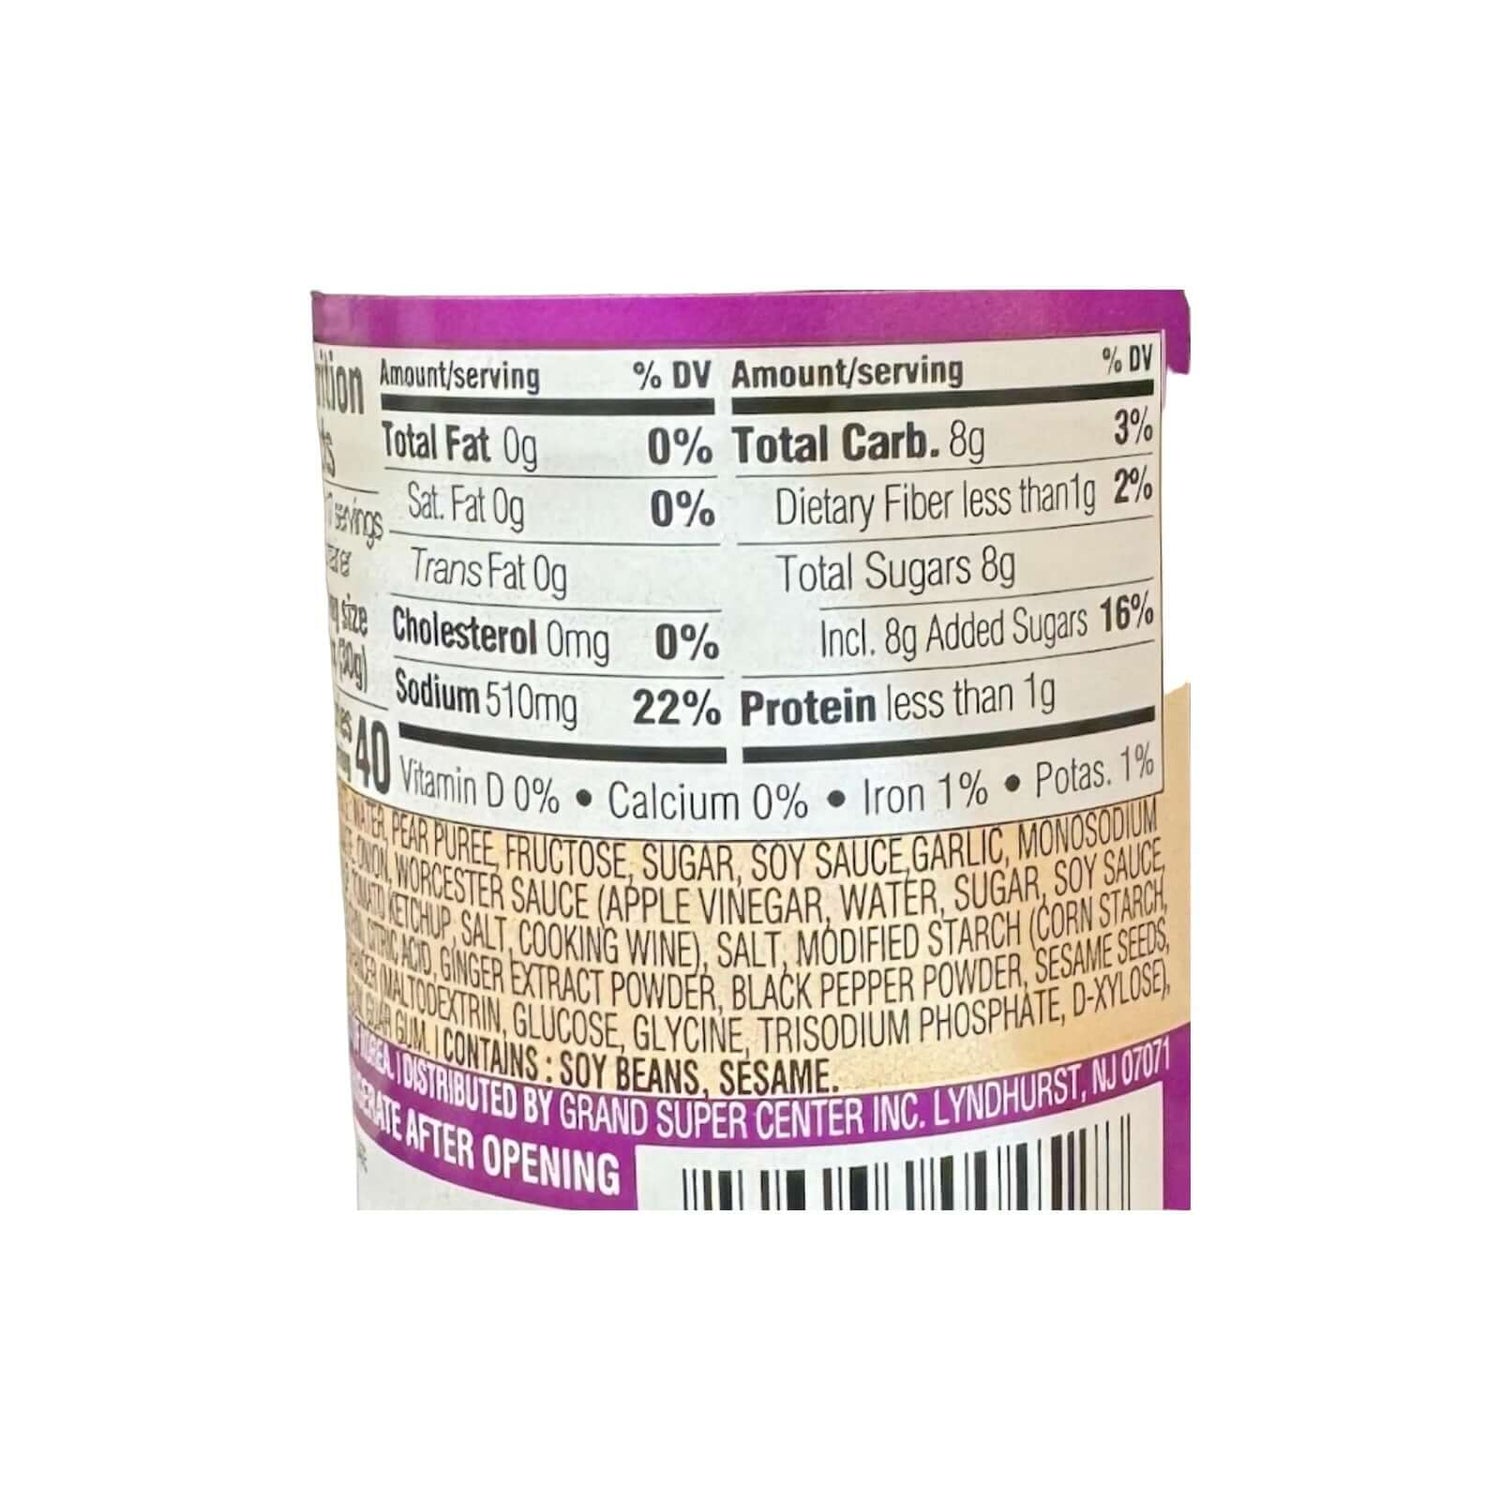 Amount/serving % DV Amount/serving % DV
Total Fat 0g 0% Total Carb. 8g 3%
servings Sat. Fat 0g 0% Dietary Fiber less than1g 2%
Trans Fat 0g Total Sugars 8g
size Cholesterol 0mg 0% Incl. 8g Added Sugars 16%
(30g) Sodium 510mg 22% Protein less than 1g
40 Vitamin D 0% • Calcium 0% • Iron 1% • Potas. 1%
WATER, PEAR PUREE, FRUCTOSE, SUGAR, SOY SAUCE,GARLIC, MONOSODIUM
ONION, WORCESTER SAUCE (APPLE VINEGAR, WATER, SUGAR, SOY SAUCE,
TOMATO KETCHUP, SALT, COOKING WINE), SALT, MODIFIED STARCH (CORN STARCH,
CITRIC ACID, GINGER EXTRACT POWDER, BLACK PEPPER POWDER, SESAME SEEDS,
(MALTODEXTRIN, GLUCOSE, GLYCINE, TRISODIUM PHOSPHATE, D-XYLOSE),
GUAR GUM. | CONTAINS : SOY BEANS, SESAME.
KOREA. | DISTRIBUTED BY GRAND SUPER CENTER INC. LYNDHURST, NJ 07071
AFTER OPENING